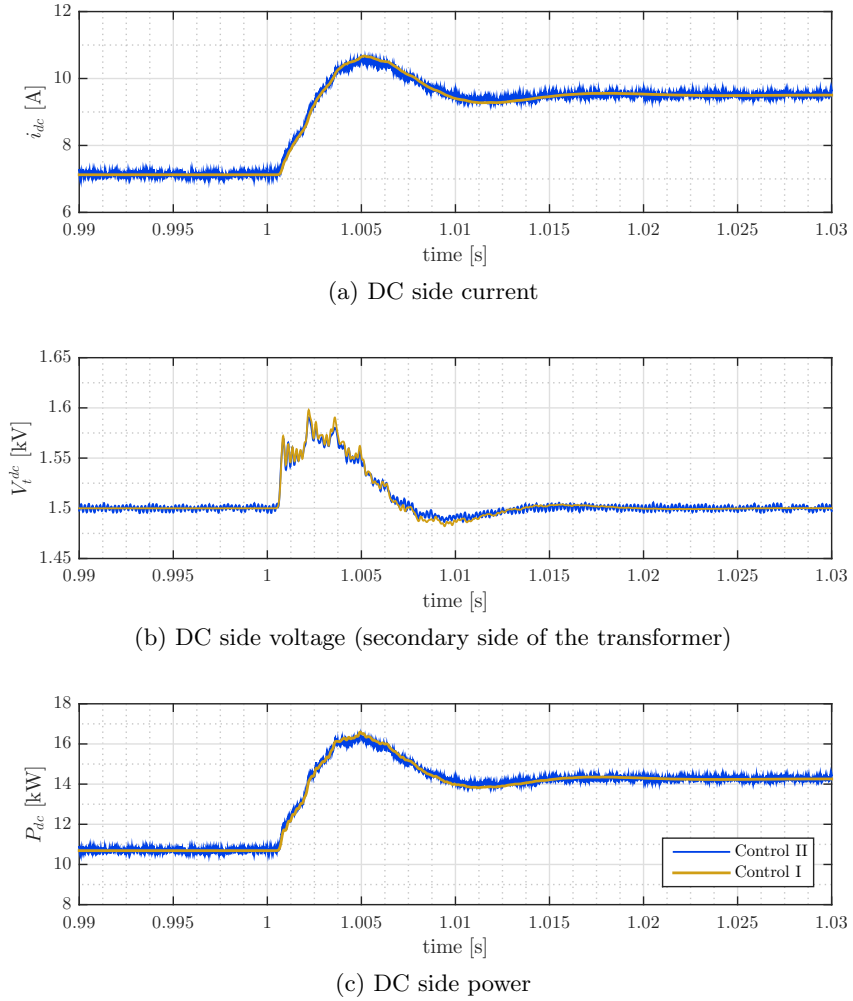 12
10
8
6
i_dc [A]
0.99 0.995 1 1.005 1.01 1.015 1.02 1.025 1.03
time [s]
(a) DC side current
1.65
1.6
1.55
1.5
1.45
V_t^dc [kV]
0.99 0.995 1 1.005 1.01 1.015 1.02 1.025 1.03
time [s]
(b) DC side voltage (secondary side of the transformer)
18
16
14
12
10
8
P_dc [kW]
Control II
Control I
0.99 0.995 1 1.005 1.01 1.015 1.02 1.025 1.03
time [s]
(c) DC side power